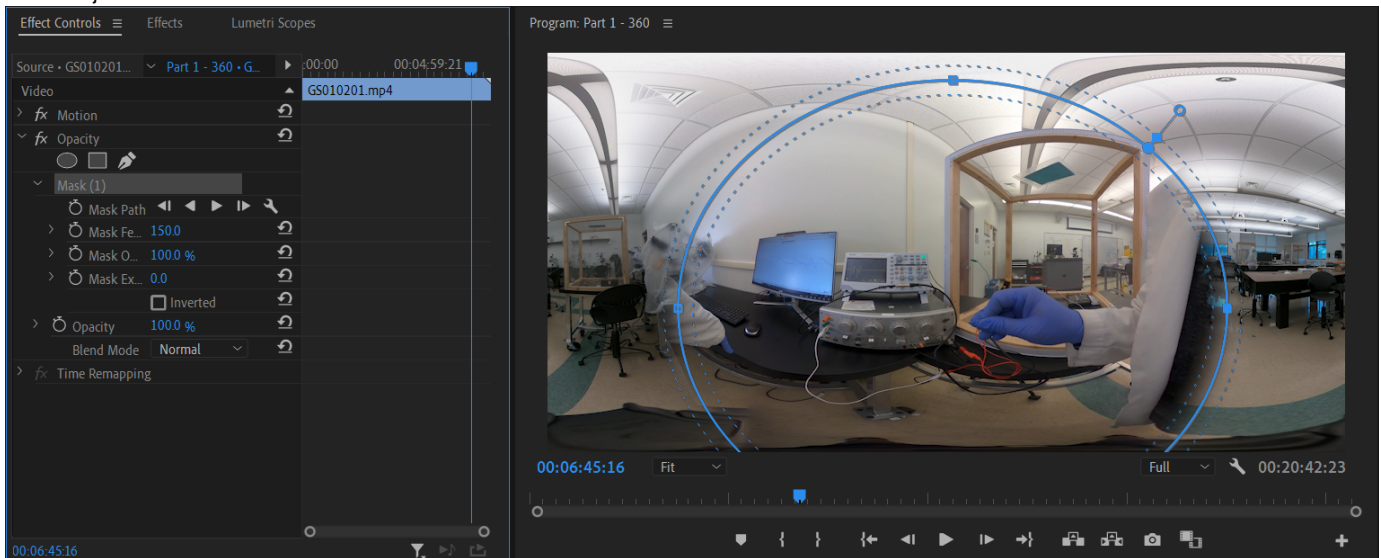 Effect Controls Effects Lumetri Scopes
Source • GS010201... Part 1 - 360 • G... :00:00 00:04:59:21
Video GS010201.mp4
fx Motion
fx Opacity
Mask (1)
Mask Path
Mask Fe... 150.0
Mask O... 100.0 %
Mask Ex... 0.0
Inverted
Opacity 100.0 %
Blend Mode Normal
fx Time Remapping
00:06:45:16
Program: Part 1 - 360
00:06:45:16 Fit Full 00:20:42:23